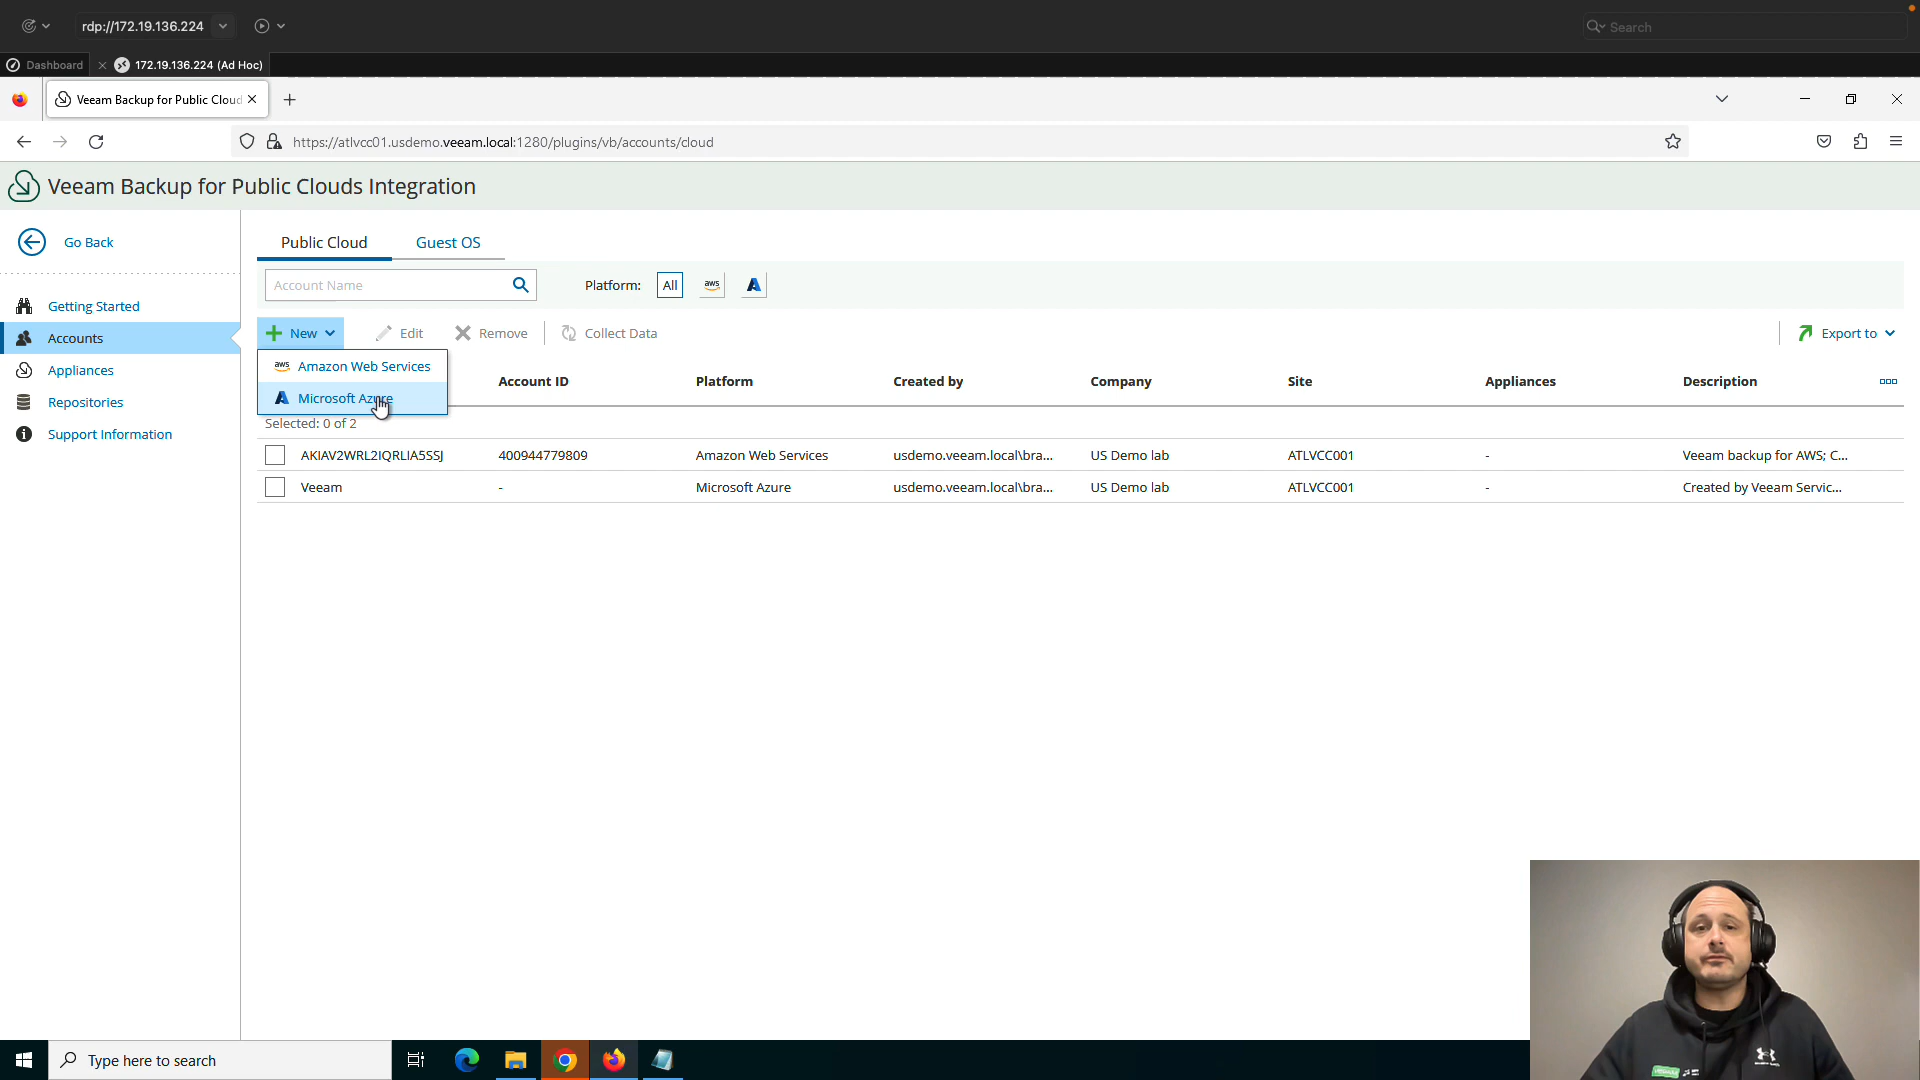 rdp://172.19.136.224
Search
Dashboard
172.19.136.224 (Ad Hoc)
Veeam Backup for Public Cloud
https://atlvcc01.usdemo.veeam.local:1280/plugins/vb/accounts/cloud
Veeam Backup for Public Clouds Integration
Go Back
Getting Started
Accounts
Appliances
Repositories
Support Information
Public Cloud
Guest OS
Account Name
Platform:
All
aws
New
Edit
Remove
Collect Data
Export to
aws Amazon Web Services
Microsoft Azure
Account ID
Platform
Created by
Company
Site
Appliances
Description
Selected: 0 of 2
AKIAV2WRL2IQRLIA5SSJ 400944779809 Amazon Web Services usdemo.veeam.local\bra... US Demo lab ATLVCC001 - Veeam backup for AWS; C...
Veeam - Microsoft Azure usdemo.veeam.local\bra... US Demo lab ATLVCC001 - Created by Veeam Servic...
Type here to search